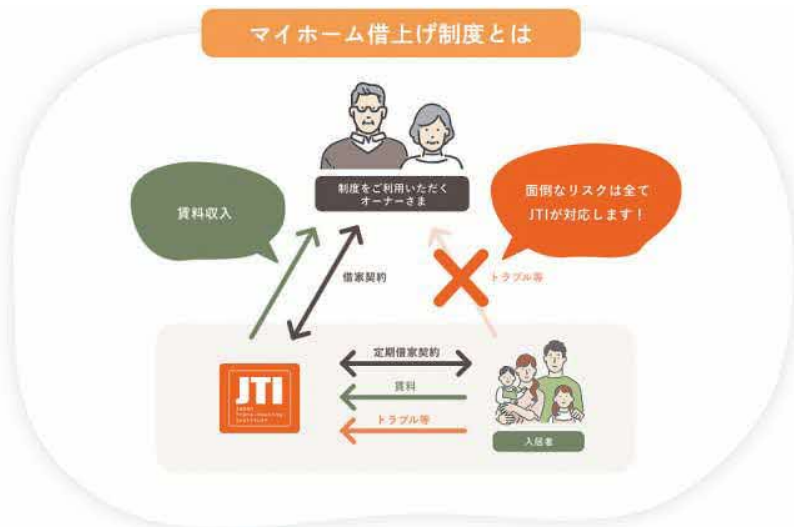 マイホーム借上げ制度とは
制度をご利用いただく
オーナーさま
賃料収入
面倒なリスクは全て
JTIが対応します！
借家契約
トラブル等
定期借家契約
賃料
トラブル等
JTI
入居者